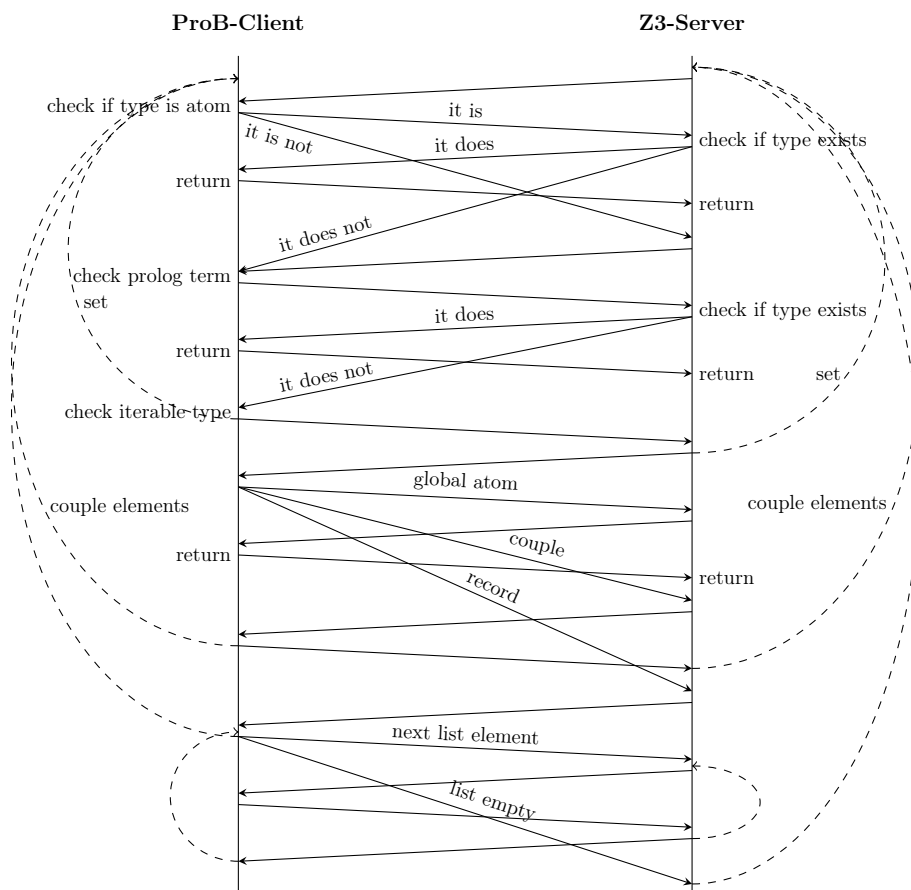 ProB-Client
Z3-Server
check if type is atom
it is
it is not
check if type exists
it does
return
return
it does not
check prolog term
set
check if type exists
it does
return
it does not
return
set
check iterable type
global atom
couple elements
couple elements
couple
return
return
record
next list element
list empty